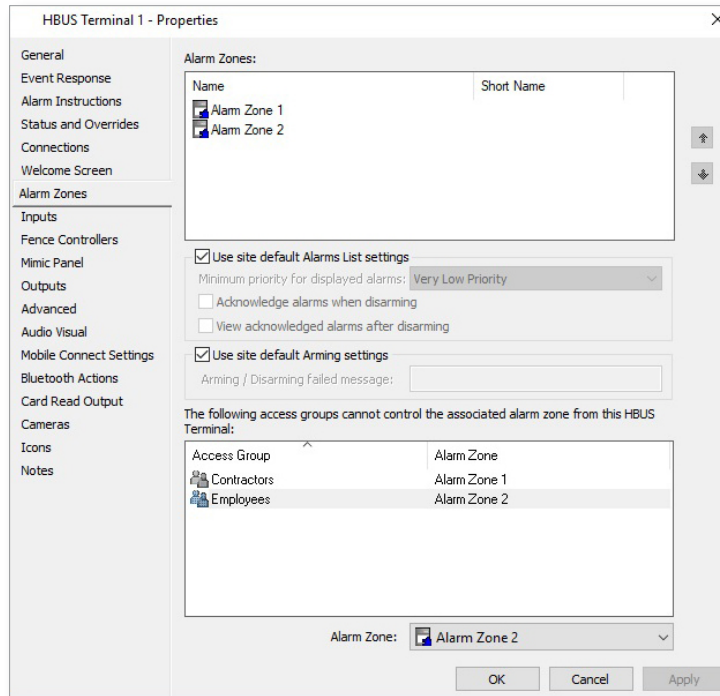 HBUS Terminal 1 - Properties
General
Event Response
Alarm Instructions
Status and Overrides
Connections
Welcome Screen
Alarm Zones
Inputs
Fence Controllers
Mimic Panel
Outputs
Advanced
Audio Visual
Mobile Connect Settings
Bluetooth Actions
Card Read Output
Cameras
Icons
Notes
Alarm Zones:
Name Short Name
Alarm Zone 1
Alarm Zone 2
Use site default Alarms List settings
Minimum priority for displayed alarms: Very Low Priority
Acknowledge alarms when disarming
View acknowledged alarms after disarming
Use site default Arming settings
Arming / Disarming failed message:
The following access groups cannot control the associated alarm zone from this HBUS
Terminal:
Access Group Alarm Zone
Contractors Alarm Zone 1
Employees Alarm Zone 2
Alarm Zone: Alarm Zone 2
OK Cancel Apply